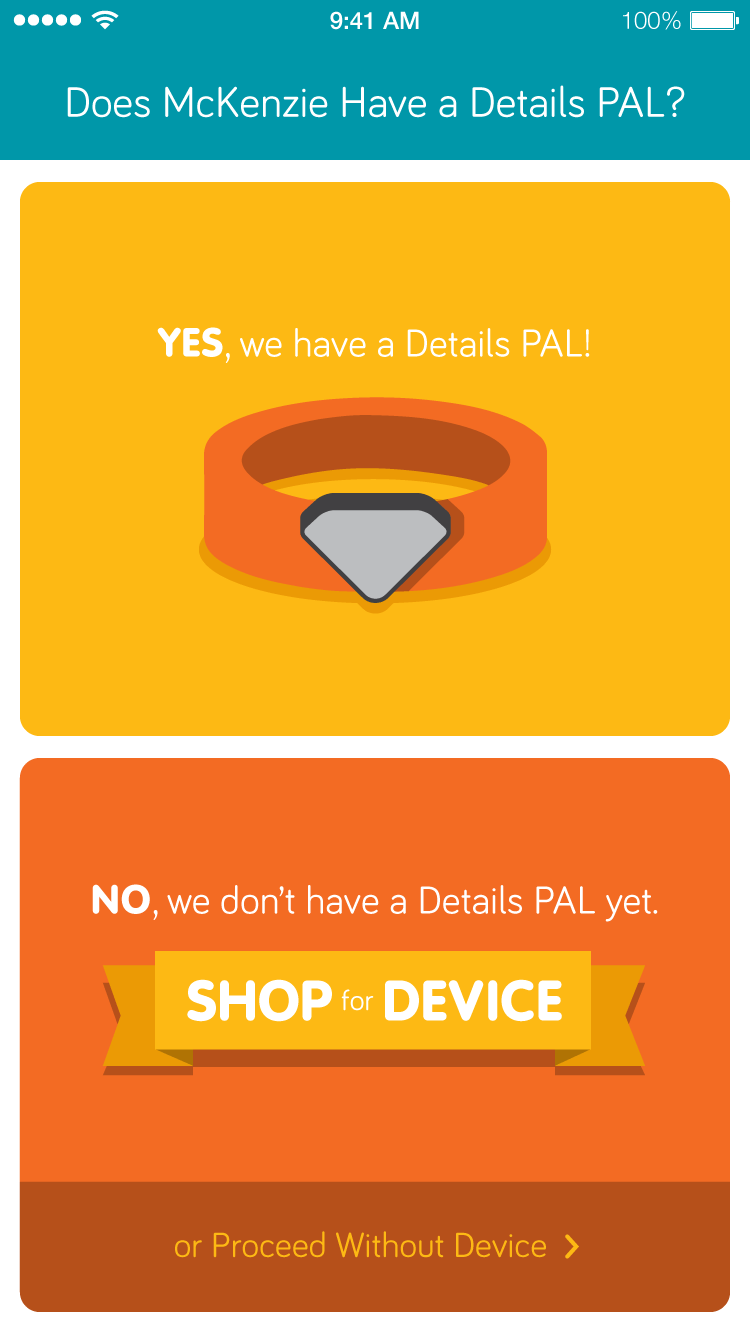 9:41 AM 100%
Does McKenzie Have a Details PAL?
YES, we have a Details PAL!
NO, we don't have a Details PAL yet.
SHOP for DEVICE
or Proceed Without Device